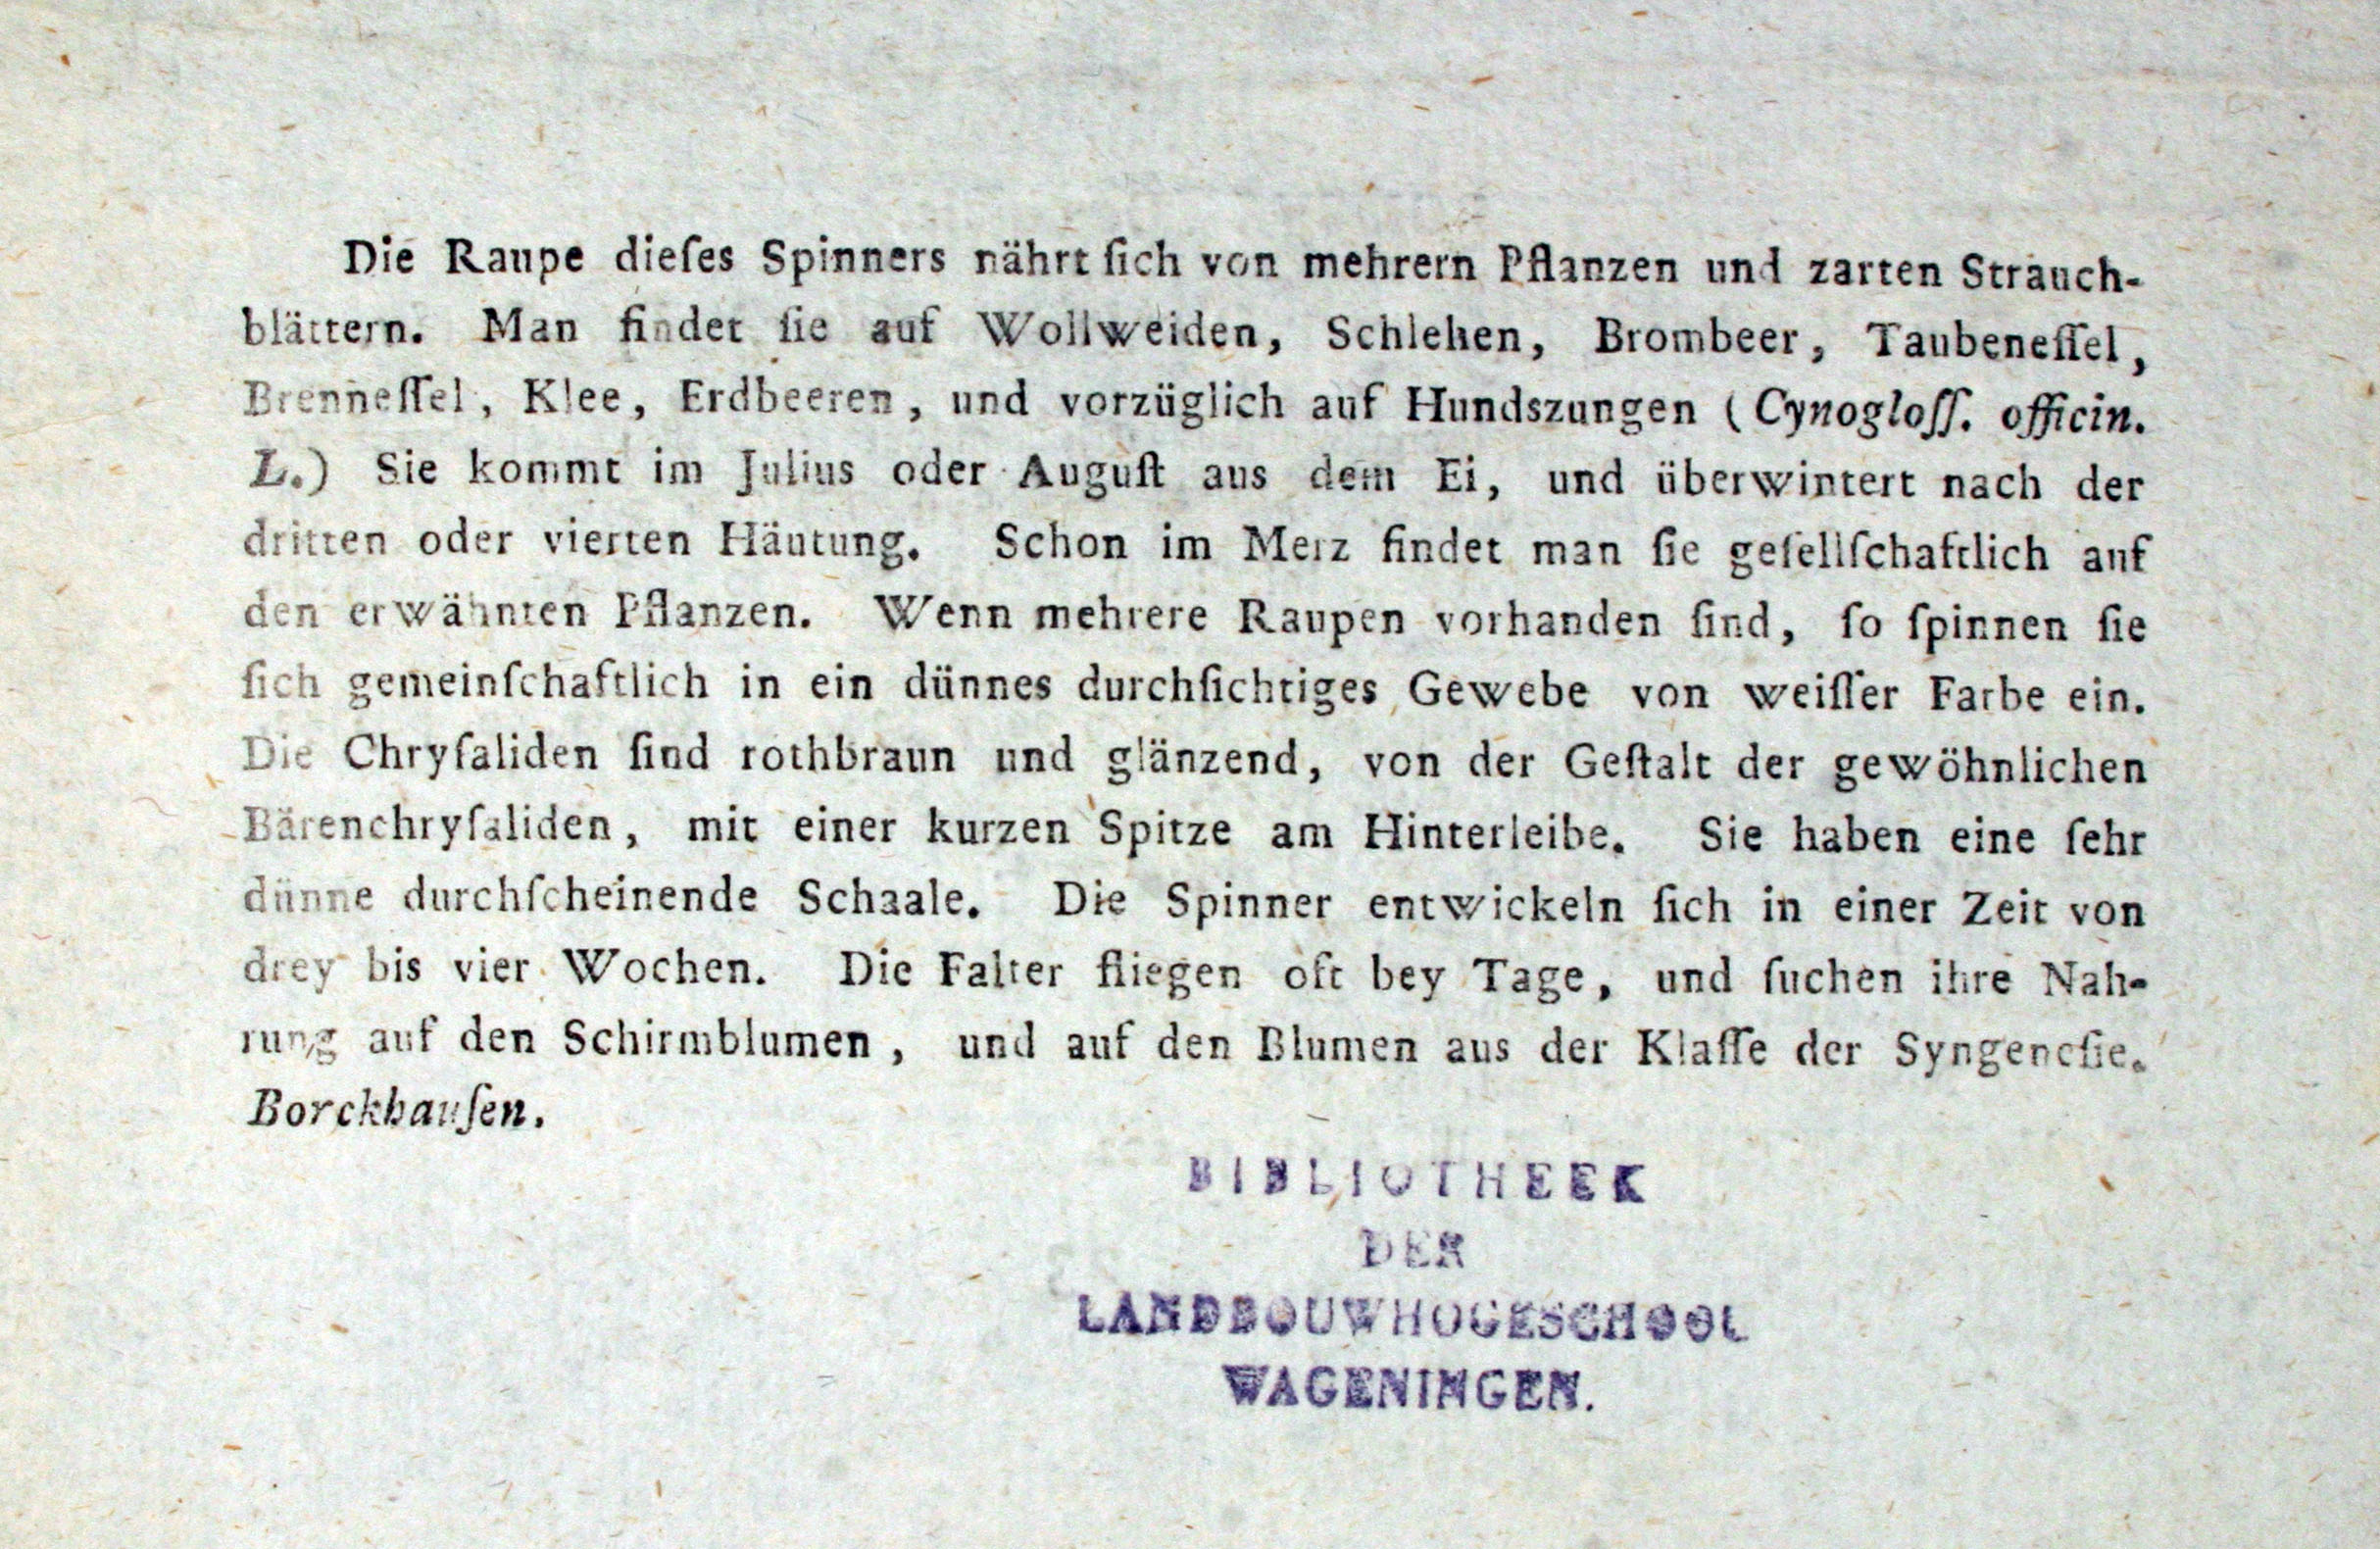 Die Raupe dieſes Spinners nährt ſich von mehrern Pflanzen und zarten Strauch-
blättern. Man findet ſie auf Wollweiden, Schlehen, Brombeer, Taubeneſſel,
Brenneſſel, Klee, Erdbeeren, und vorzüglich auf Hundszungen (Cynogloſſ. officin.
L.) Sie kommt im Julius oder Auguſt aus dem Ei, und überwintert nach der
dritten oder vierten Häutung. Schon im Merz findet man ſie geſellſchaftlich auf
den erwähnten Pflanzen. Wenn mehrere Raupen vorhanden ſind, ſo ſpinnen ſie
ſich gemeinſchaftlich in ein dünnes durchſichtiges Gewebe von weiſſer Farbe ein.
Die Chryſaliden ſind rothbraun und glänzend, von der Geſtalt der gewöhnlichen
Bärenchryſaliden, mit einer kurzen Spitze am Hinterleibe. Sie haben eine ſehr
dünne durchſcheinende Schaale. Die Spinner entwickeln ſich in einer Zeit von
drey bis vier Wochen. Die Falter fliegen oft bey Tage, und ſuchen ihre Nah-
rung auf den Schirmblumen, und auf den Blumen aus der Klaſſe der Syngeneſie.
Borckhauſen.
BIBLIOTHEEK
DER
LANDBOUWHOGESCHOOL
WAGENINGEN.